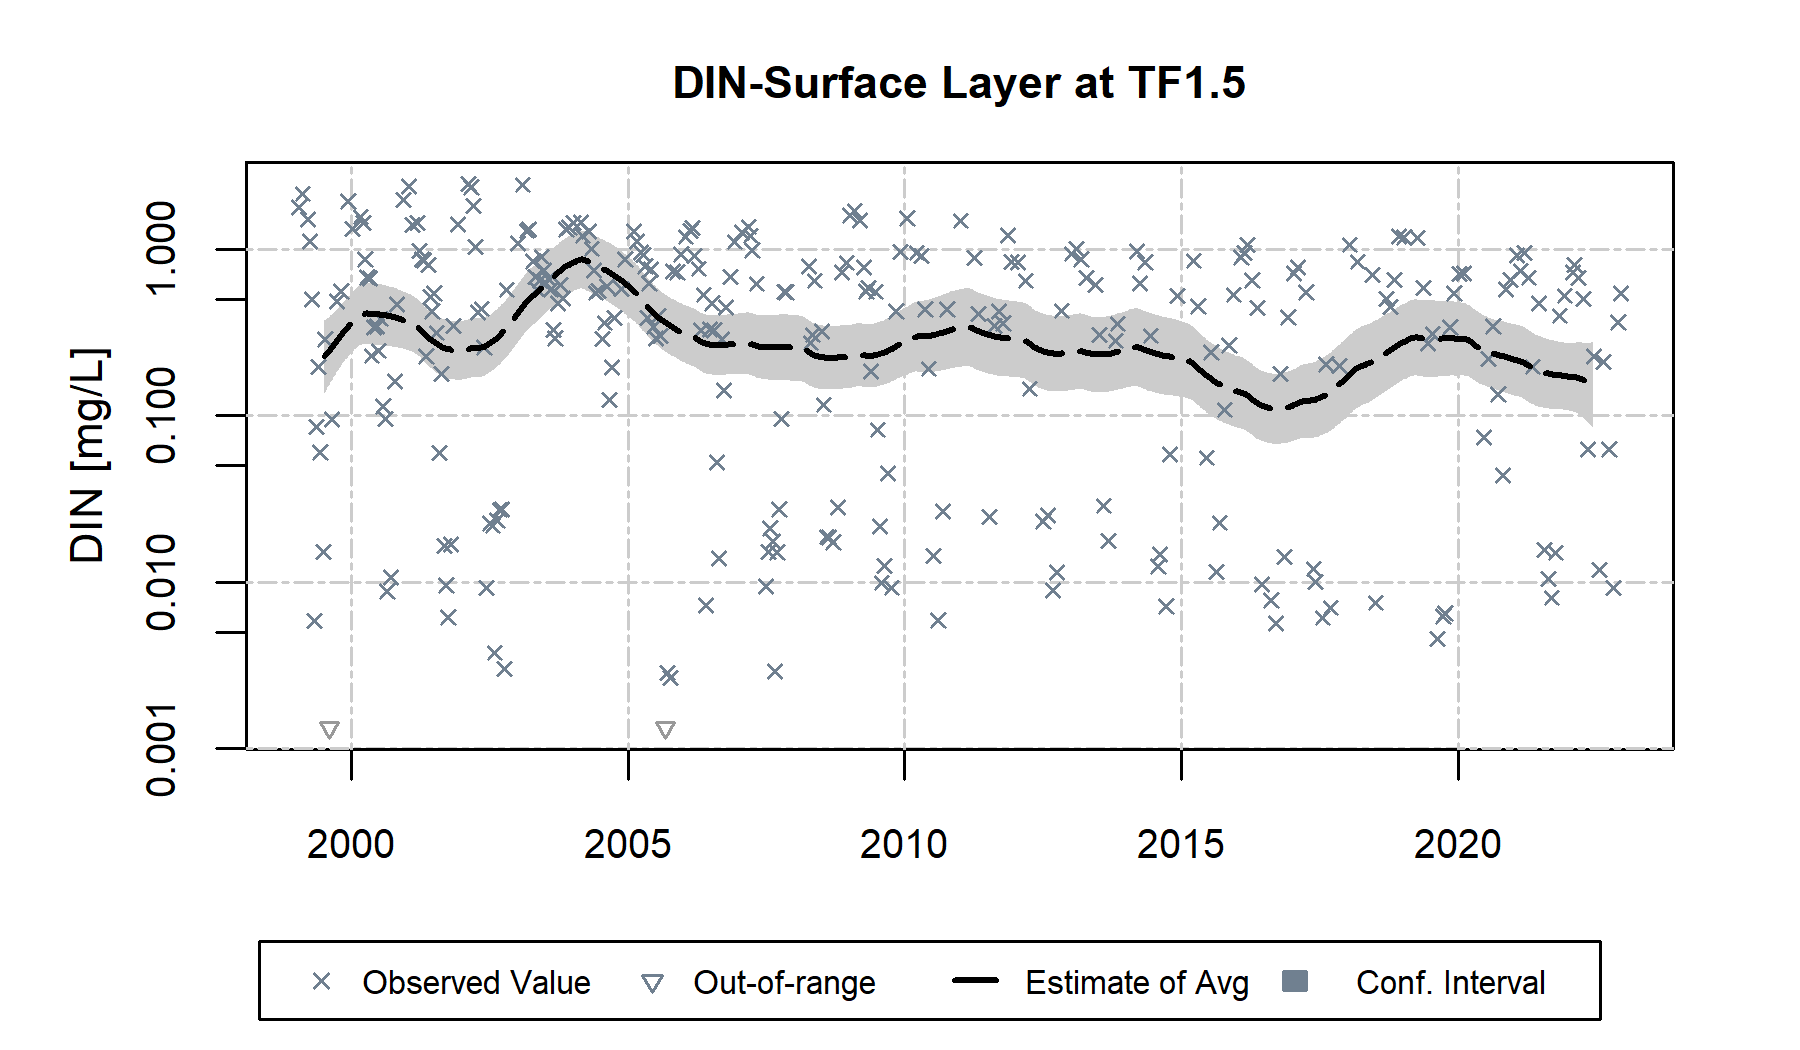 DIN-Surface Layer at TF1.5
DIN [mg/L]
1.000
0.100
0.010
0.001
2000 2005 2010 2015 2020
Observed Value Out-of-range Estimate of Avg Conf. Interval